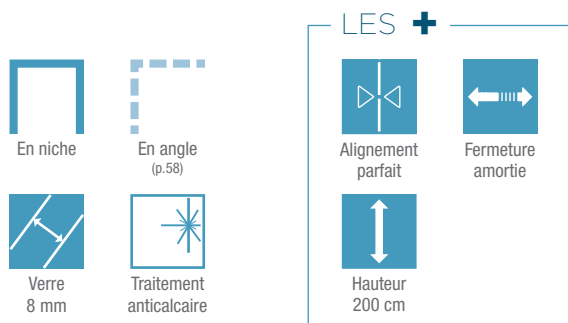 LES +
En niche
En angle
(p.58)
Alignement
parfait
Fermeture
amortie
Verre
8 mm
Traitement
anticalcaire
Hauteur
200 cm